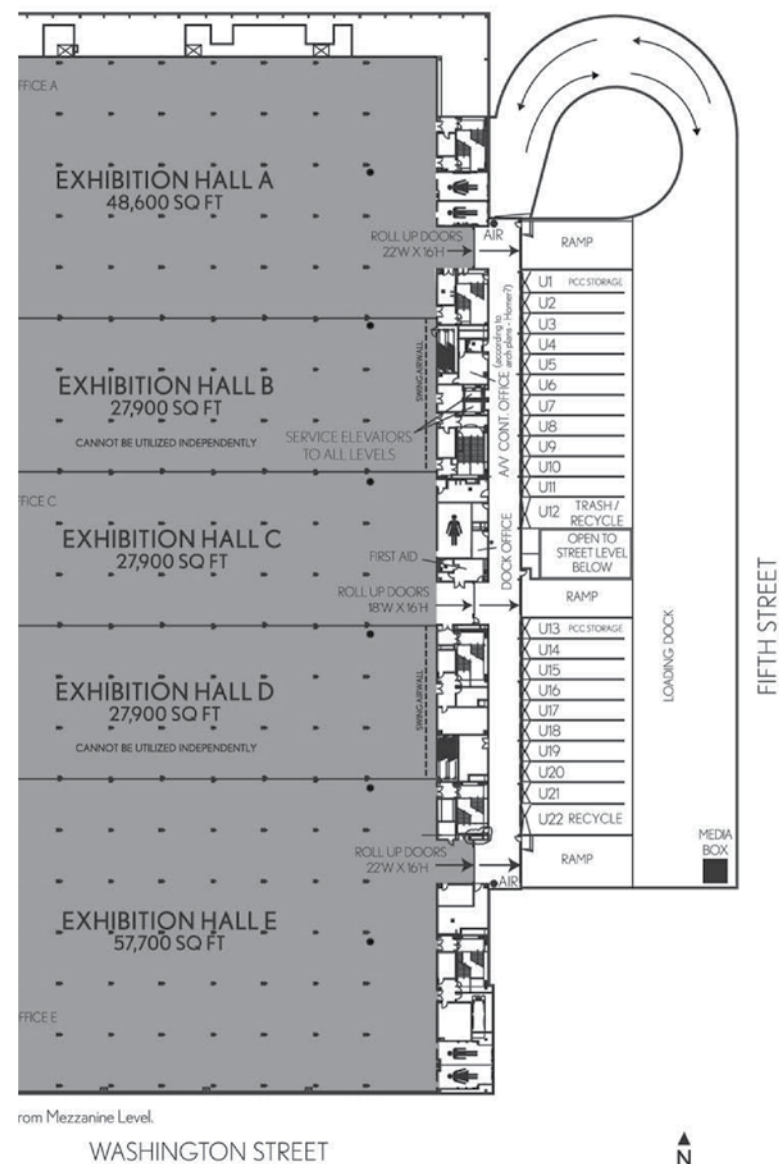 FFICE A
EXHIBITION HALL A
48,600 SQ FT
ROLL UP DOORS
22'W X 16'H
AIR
RAMP
U1 PCC STORAGE
U2
U3
U4
U5
U6
U7
U8
U9
U10
U11
U12 TRASH /
RECYCLE
A/V CONT. OFFICE (according to
arch plans - Homer?)
SWING AIRWALL
EXHIBITION HALL B
27,900 SQ FT
CANNOT BE UTILIZED INDEPENDENTLY
SERVICE ELEVATORS
TO ALL LEVELS
FFICE C
EXHIBITION HALL C
27,900 SQ FT
FIRST AID
DOCK OFFICE
OPEN TO
STREET LEVEL
BELOW
ROLL UP DOORS
18'W X 16'H
RAMP
U13 PCC STORAGE
U14
U15
U16
U17
U18
U19
U20
U21
U22 RECYCLE
LOADING DOCK
FIFTH STREET
EXHIBITION HALL D
27,900 SQ FT
CANNOT BE UTILIZED INDEPENDENTLY
SWING AIRWALL
ROLL UP DOORS
22'W X 16'H
RAMP
MEDIA
BOX
AIR
EXHIBITION HALL E
57,700 SQ FT
FFICE E
rom Mezzanine Level.
WASHINGTON STREET
N